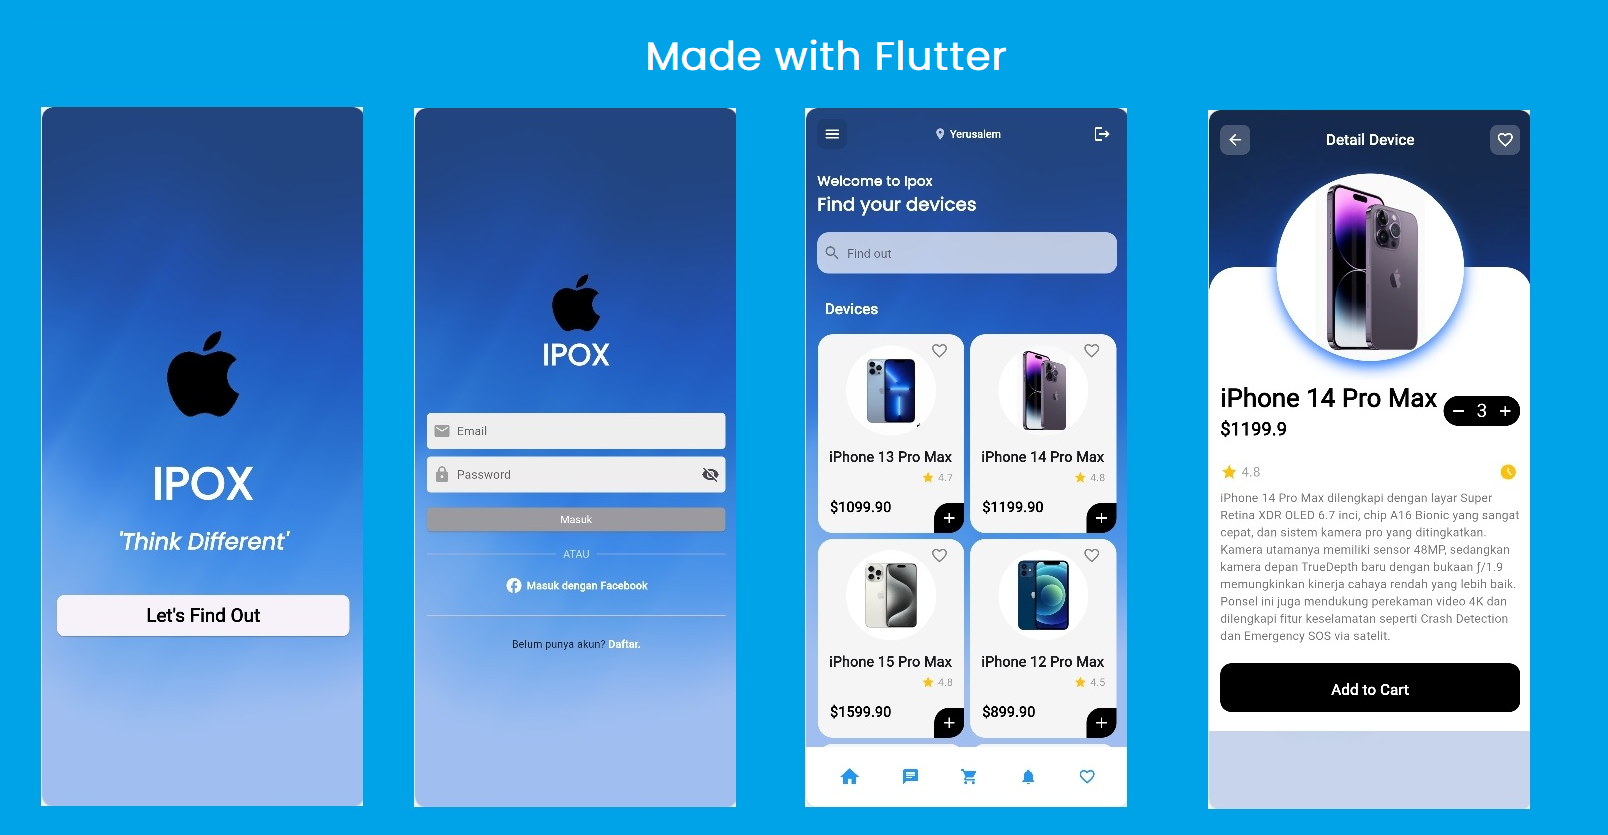 Made with Flutter
IPOX
'Think Different'
Let's Find Out
IPOX
Email
Password
Masuk
ATAU
Masuk dengan Facebook
Belum punya akun? Daftar.
Yerusalem
Welcome to Ipox
Find your devices
Find out
Devices
iPhone 13 Pro Max
4.7
$1099.90
+
iPhone 14 Pro Max
4.8
$1199.90
+
iPhone 15 Pro Max
4.8
$1599.90
+
iPhone 12 Pro Max
4.5
$899.90
+
Detail Device
iPhone 14 Pro Max
− 3 +
$1199.9
4.8
iPhone 14 Pro Max dilengkapi dengan layar Super
Retina XDR OLED 6.7 inci, chip A16 Bionic yang sangat
cepat, dan sistem kamera pro yang ditingkatkan.
Kamera utamanya memiliki sensor 48MP, sedangkan
kamera depan TrueDepth baru dengan bukaan ƒ/1.9
memungkinkan kinerja cahaya rendah yang lebih baik.
Ponsel ini juga mendukung perekaman video 4K dan
dilengkapi fitur keselamatan seperti Crash Detection
dan Emergency SOS via satelit.
Add to Cart